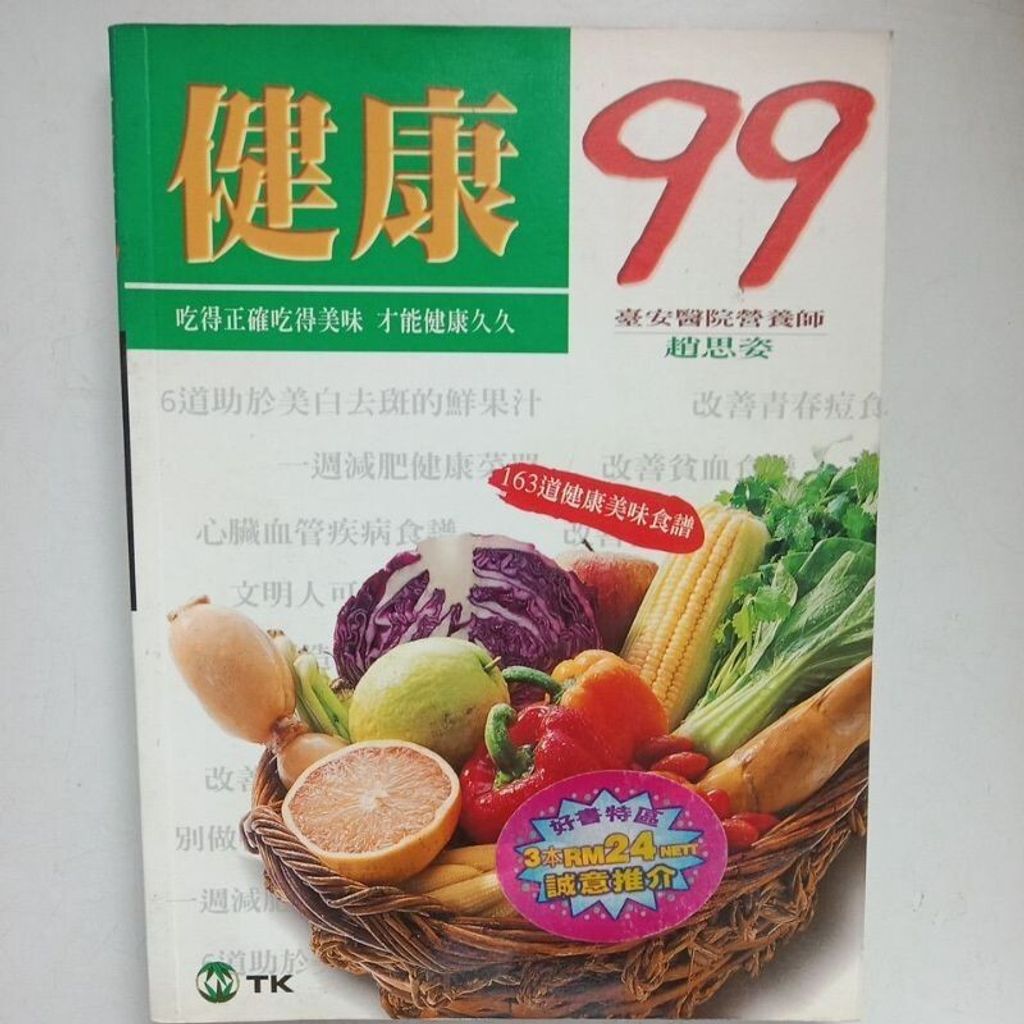 健康 99
吃得正確吃得美味 才能健康久久
臺安醫院營養師
趙思姿
6道助於美白去斑的鮮果汁
改善青春痘食
一週減肥健康菜單
改善貧血食
163道健康美味食譜
心臟血管疾病食譜
改善
文明人可
改善
別做
一週減肥
6道助於
好書特區
3本RM24 NETT
誠意推介
TK